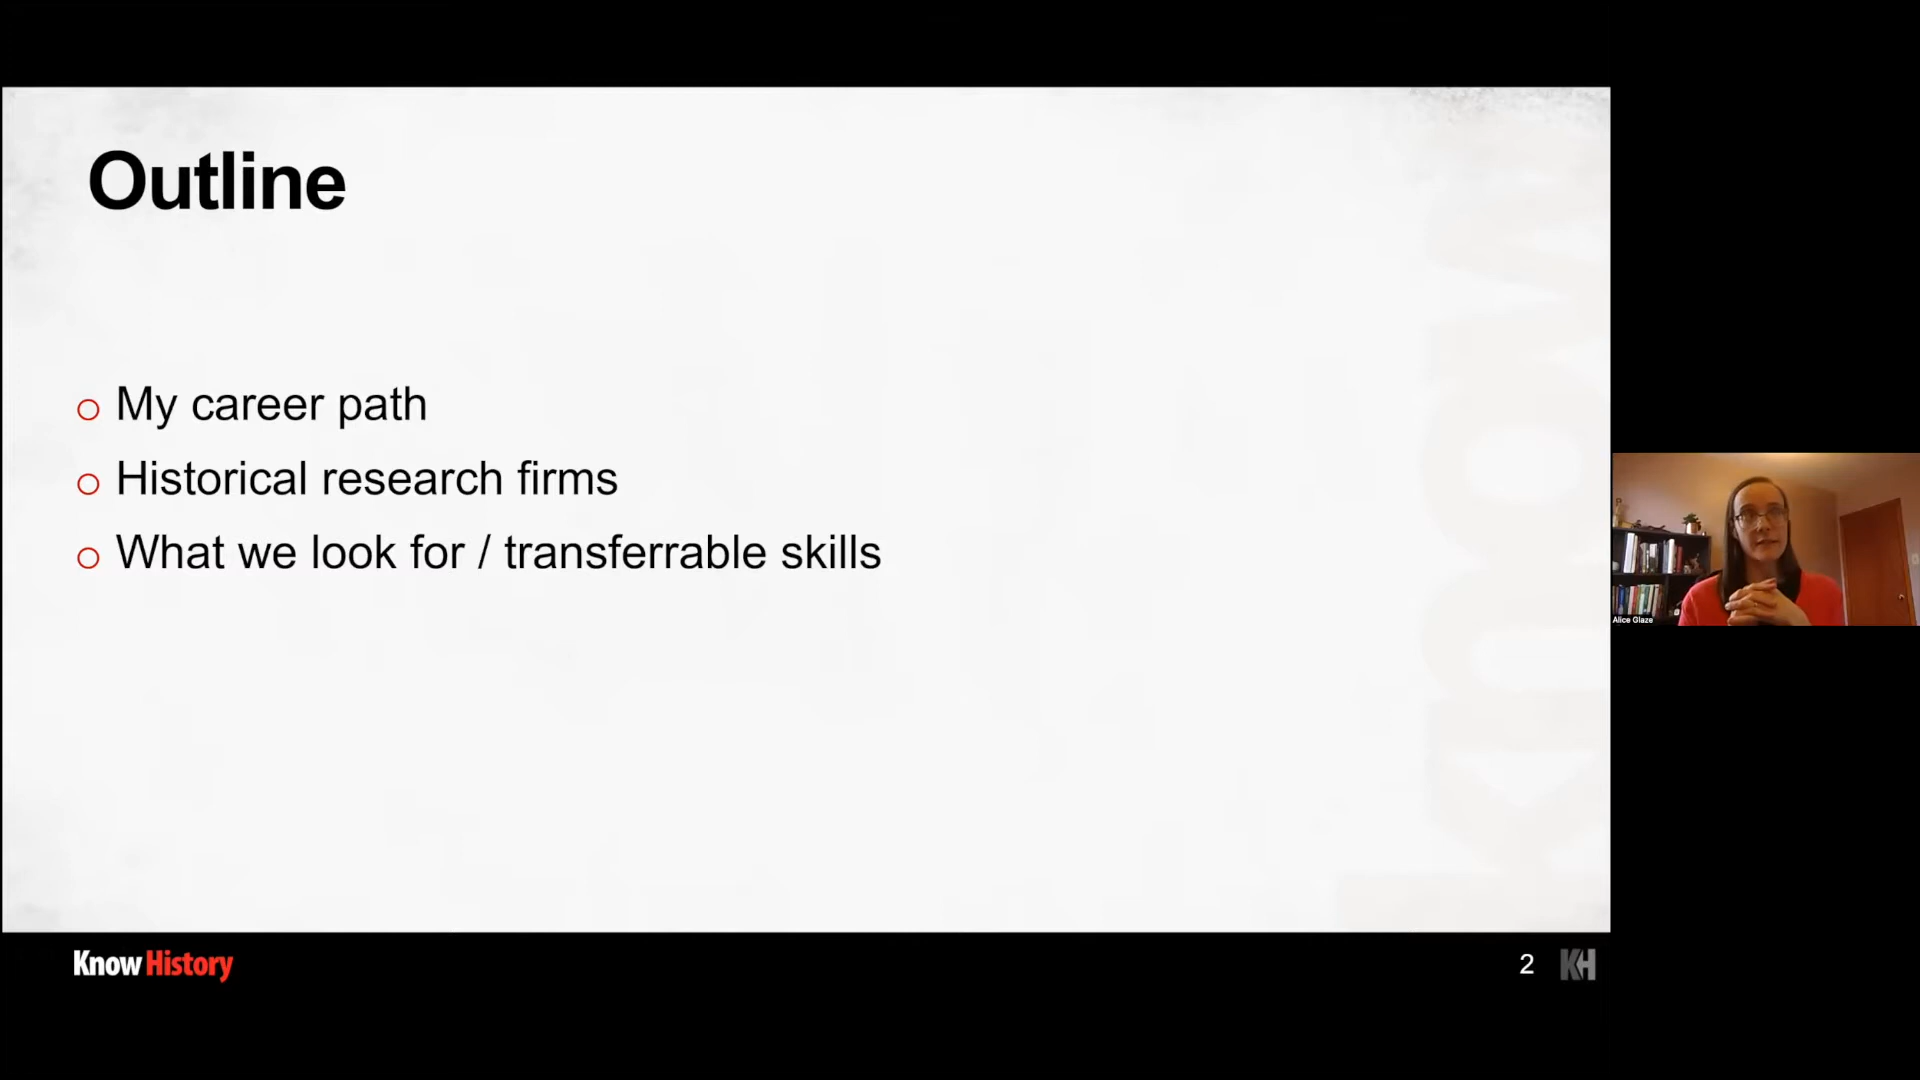 Outline
My career path
Historical research firms
What we look for / transferrable skills
Alice Glaze
Know History
2
KH
KNOW